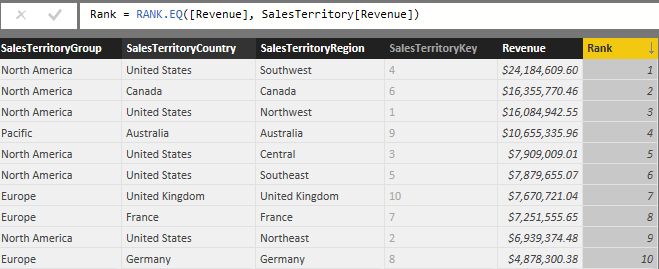 Rank = RANK.EQ([Revenue], SalesTerritory[Revenue])
SalesTerritoryGroup SalesTerritoryCountry SalesTerritoryRegion SalesTerritoryKey Revenue Rank
North America United States Southwest 4 $24,184,609.60 1
North America Canada Canada 6 $16,355,770.46 2
North America United States Northwest 1 $16,084,942.55 3
Pacific Australia Australia 9 $10,655,335.96 4
North America United States Central 3 $7,909,009.01 5
North America United States Southeast 5 $7,879,655.07 6
Europe United Kingdom United Kingdom 10 $7,670,721.04 7
Europe France France 7 $7,251,555.65 8
North America United States Northeast 2 $6,939,374.48 9
Europe Germany Germany 8 $4,878,300.38 10